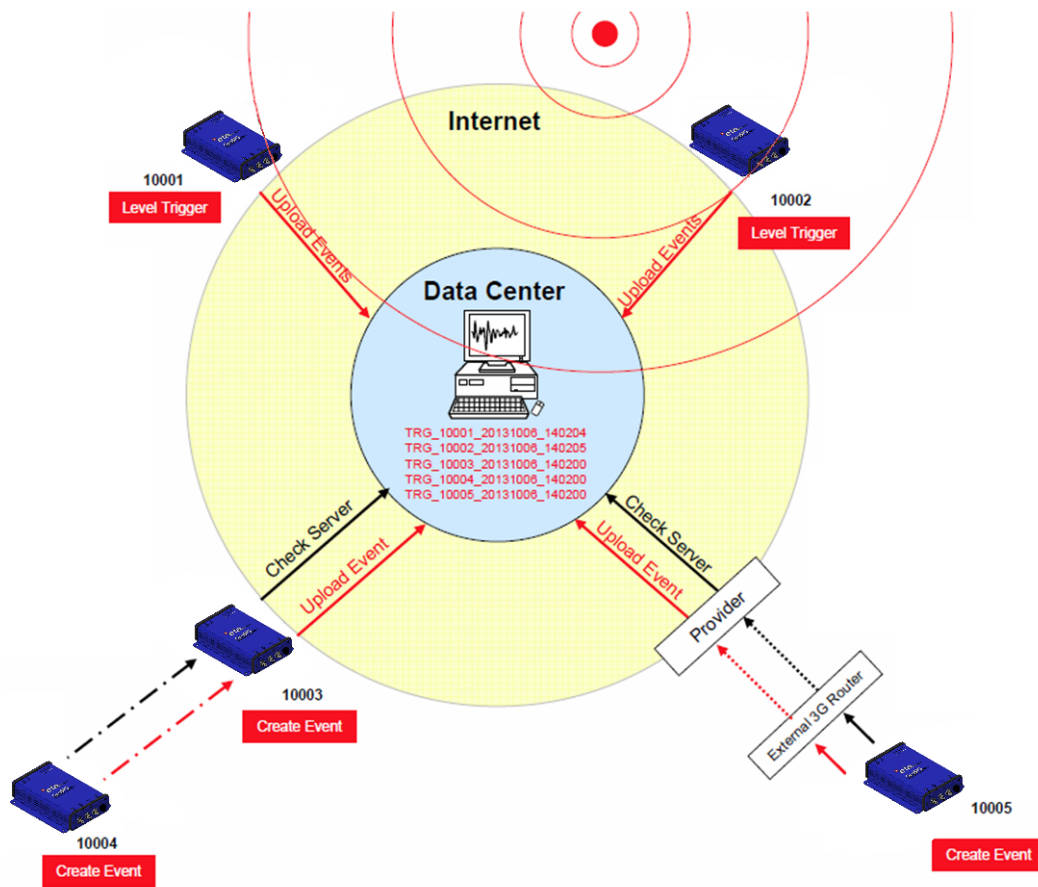 Internet
10001
Level Trigger
10002
Level Trigger
Upload Events
Upload Events
Data Center
TRG_10001_20131006_140204
TRG_10002_20131006_140205
TRG_10003_20131006_140200
TRG_10004_20131006_140200
TRG_10005_20131006_140200
Check Server
Upload Event
Check Server
Upload Event
Provider
External 3G Router
10003
Create Event
10004
Create Event
10005
Create Event